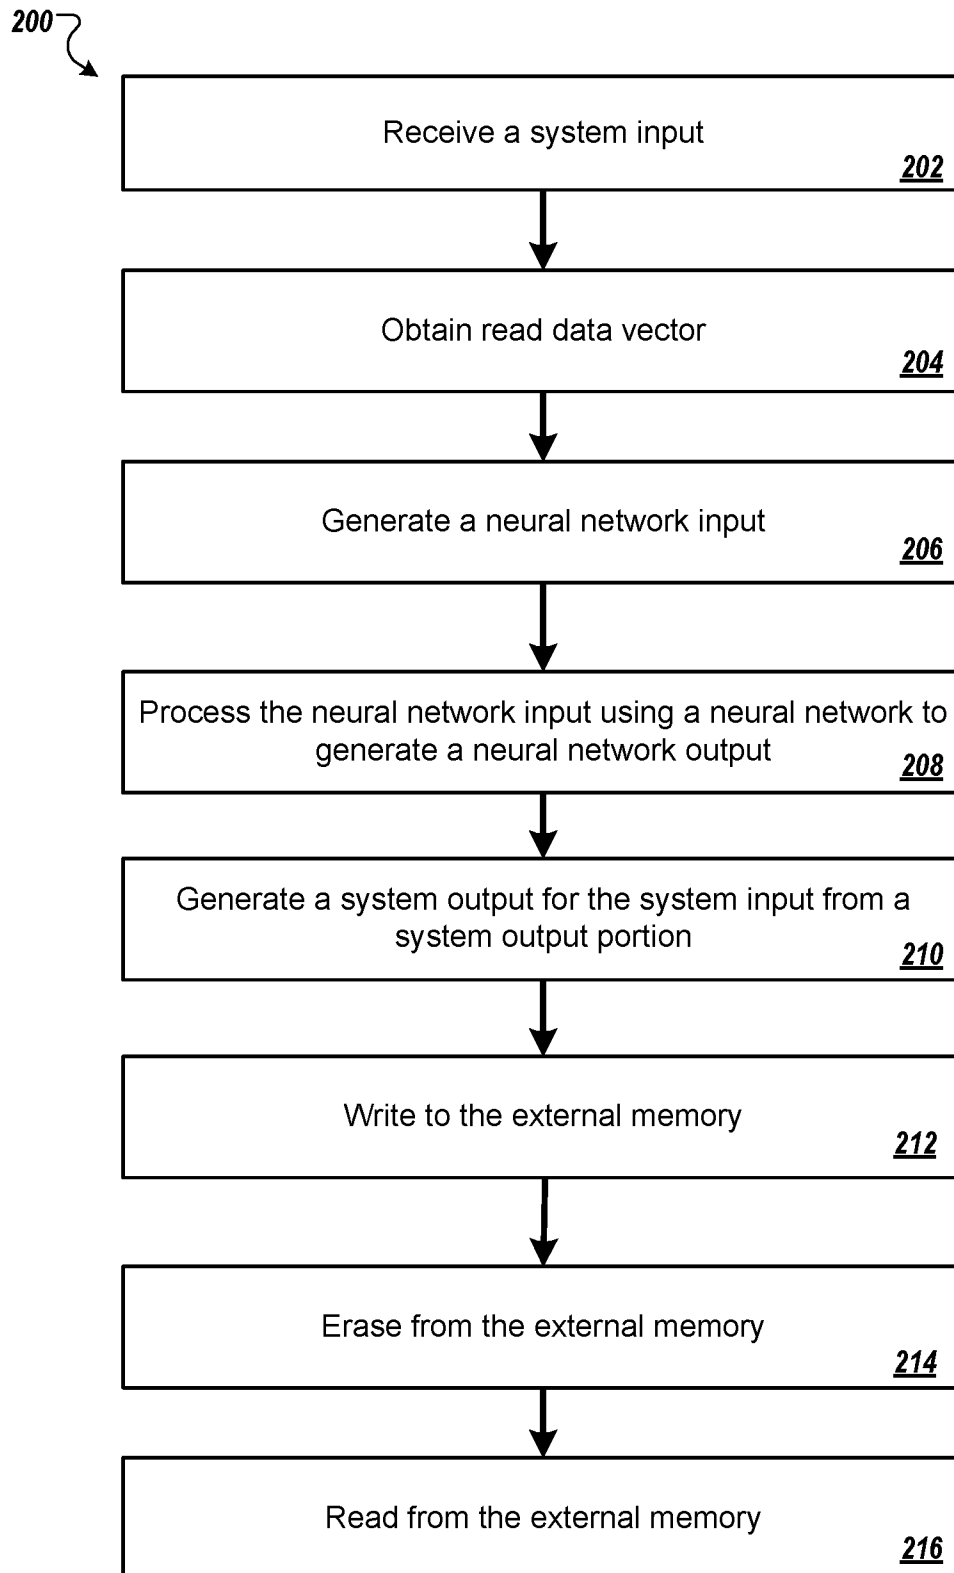 200
Receive a system input
202
Obtain read data vector
204
Generate a neural network input
206
Process the neural network input using a neural network to
generate a neural network output
208
Generate a system output for the system input from a
system output portion
210
Write to the external memory
212
Erase from the external memory
214
Read from the external memory
216